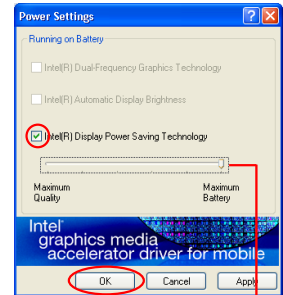 Power Settings
Running on Battery
Intel(R) Dual-Frequency Graphics Technology
Intel(R) Automatic Display Brightness
Intel(R) Display Power Saving Technology
Maximum Quality
Maximum Battery
Intel®
graphics media
accelerator driver for mobile
OK
Cancel
Apply